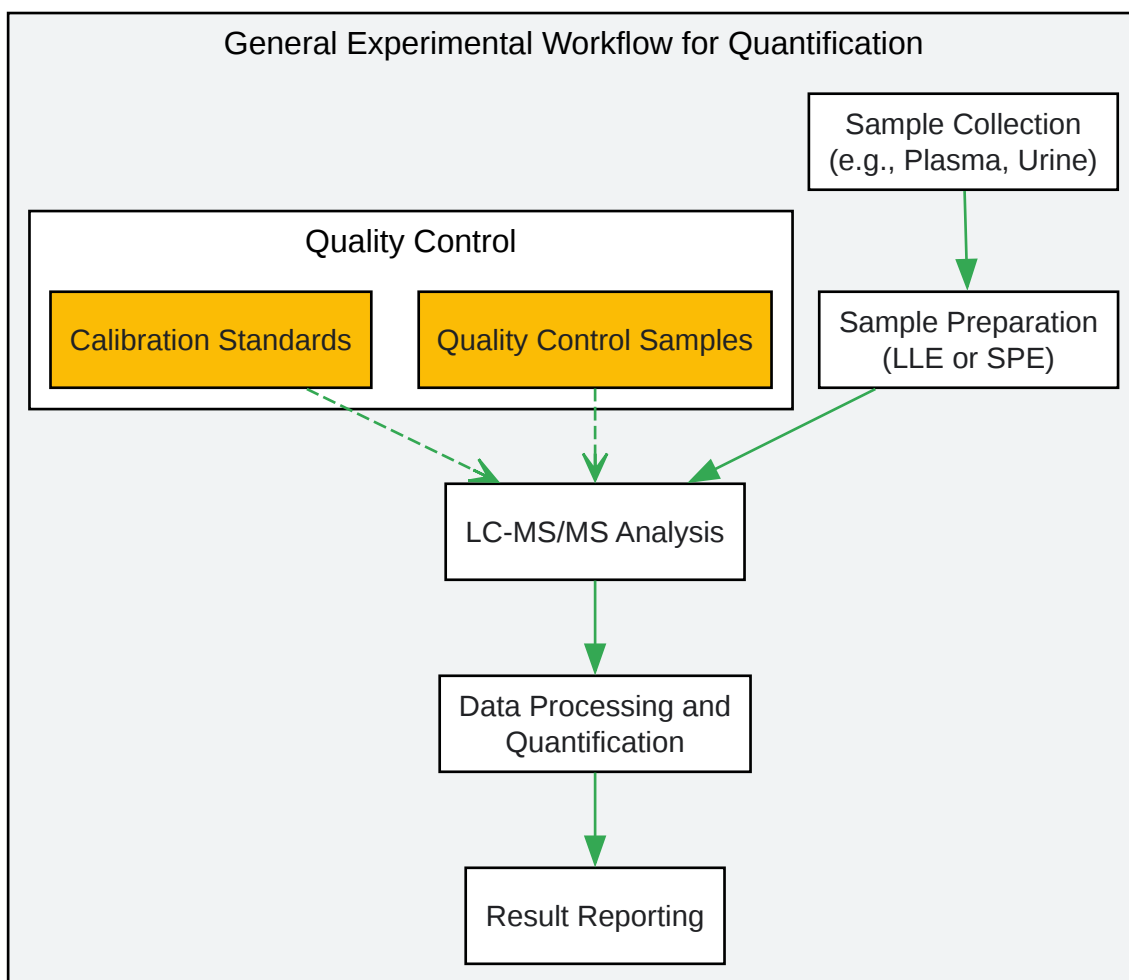 General Experimental Workflow for Quantification
Sample Collection
(e.g., Plasma, Urine)
Quality Control
Calibration Standards
Quality Control Samples
Sample Preparation
(LLE or SPE)
LC-MS/MS Analysis
Data Processing and
Quantification
Result Reporting